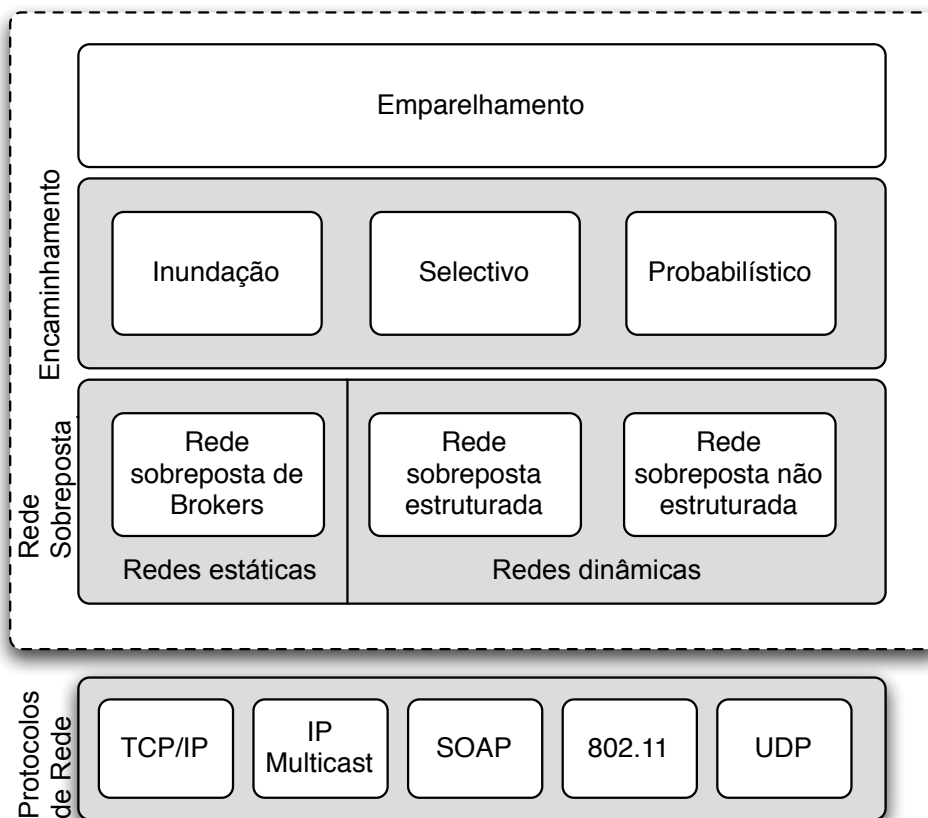 Emparelhamento
Encaminhamento
Inundação
Selectivo
Probabilístico
Rede
Sobreposta
Rede
sobreposta de
Brokers
Rede
sobreposta
estruturada
Rede
sobreposta não
estruturada
Redes estáticas
Redes dinâmicas
Protocolos
de Rede
TCP/IP
IP
Multicast
SOAP
802.11
UDP